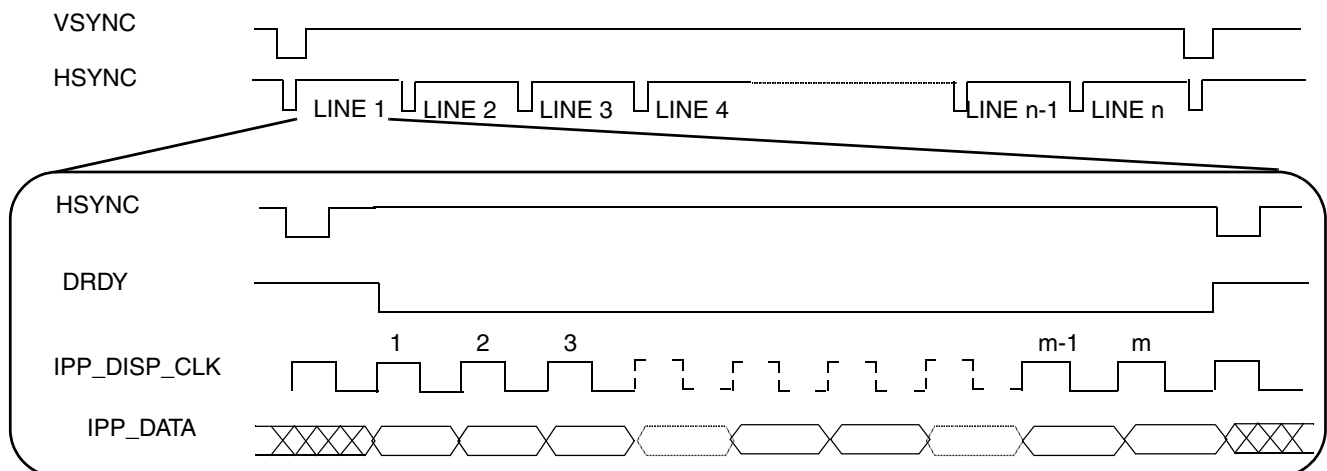 VSYNC
HSYNC
LINE 1 LINE 2 LINE 3 LINE 4 LINE n-1 LINE n
HSYNC
DRDY
1 2 3 m-1 m
IPP_DISP_CLK
IPP_DATA